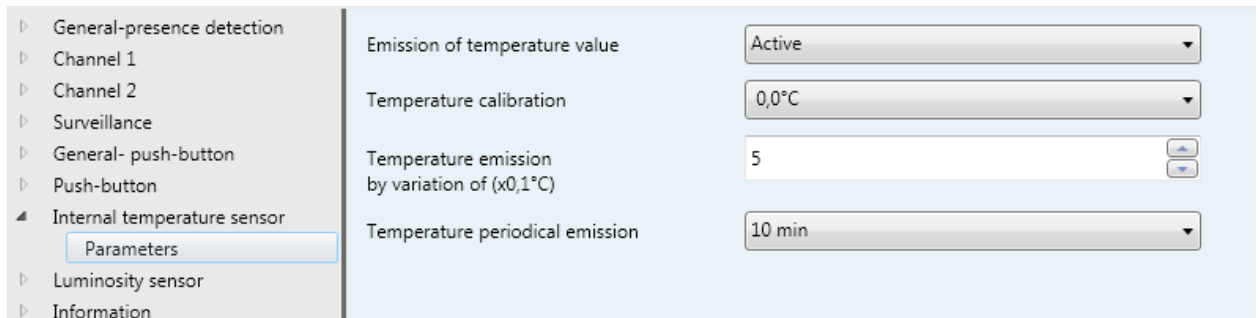 General-presence detection
Channel 1
Channel 2
Surveillance
General- push-button
Push-button
Internal temperature sensor
Parameters
Luminosity sensor
Information
Emission of temperature value
Active
Temperature calibration
0,0°C
Temperature emission
by variation of (x0,1°C)
5
Temperature periodical emission
10 min